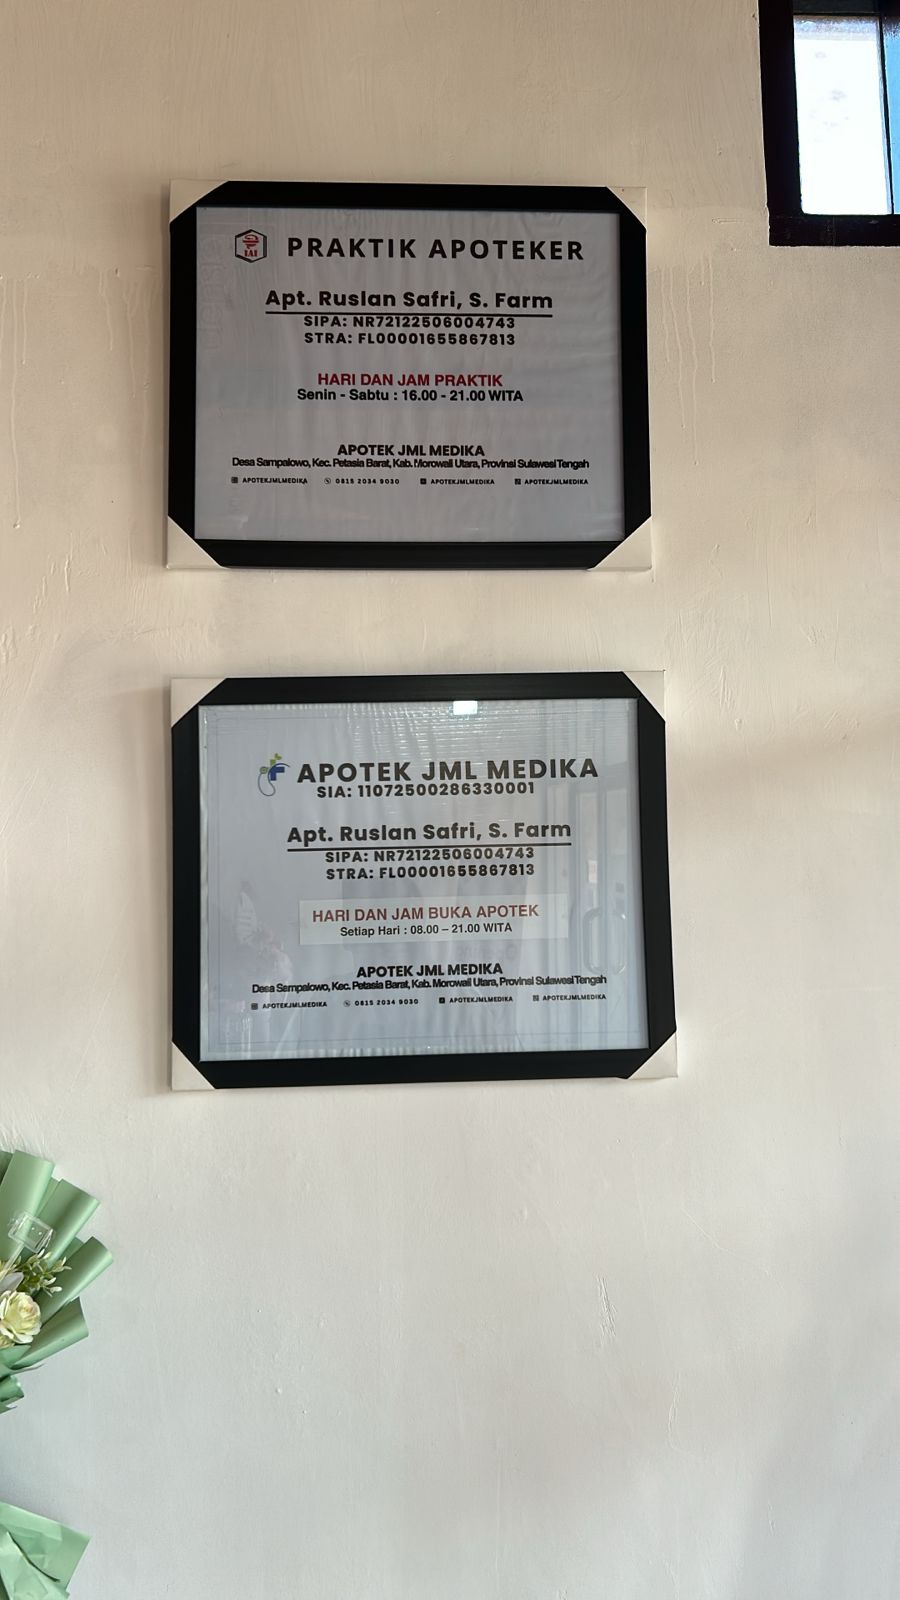 IAI
PRAKTIK APOTEKER
Apt. Ruslan Safri, S. Farm
SIPA: NR72122506004743
STRA: FL00001655867813
HARI DAN JAM PRAKTIK
Senin - Sabtu : 16.00 - 21.00 WITA
APOTEK JML MEDIKA
Desa Sampalowo, Kec. Petasia Barat, Kab. Morowali Utara, Provinsi Sulawesi Tengah
APOTEKJMLMEDIKA 0815 2034 9030 APOTEKJMLMEDIKA APOTEKJMLMEDIKA
APOTEK JML MEDIKA
SIA: 11072500286330001
Apt. Ruslan Safri, S. Farm
SIPA: NR72122506004743
STRA: FL00001655867813
HARI DAN JAM BUKA APOTEK
Setiap Hari : 08.00 – 21.00 WITA
APOTEK JML MEDIKA
Desa Sampalowo, Kec. Petasia Barat, Kab. Morowali Utara, Provinsi Sulawesi Tengah
APOTEKJMLMEDIKA 0815 2034 9030 APOTEKJMLMEDIKA APOTEKJMLMEDIKA